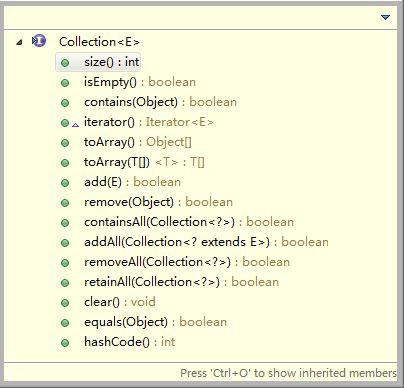 Collection<E>
size() : int
isEmpty() : boolean
contains(Object) : boolean
iterator() : Iterator<E>
toArray() : Object[]
toArray(T[]) <T> : T[]
add(E) : boolean
remove(Object) : boolean
containsAll(Collection<?>) : boolean
addAll(Collection<? extends E>) : boolean
removeAll(Collection<?>) : boolean
retainAll(Collection<?>) : boolean
clear() : void
equals(Object) : boolean
hashCode() : int
Press 'Ctrl+O' to show inherited members